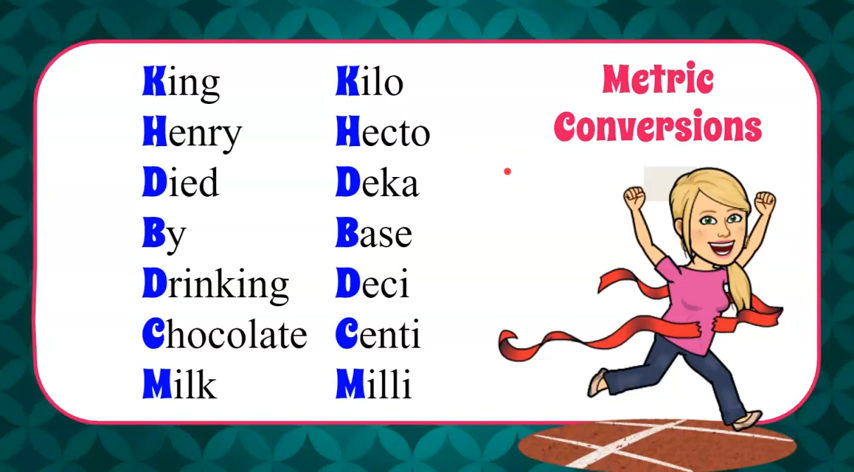 King Kilo
Henry Hecto
Died Deka
By Base
Drinking Deci
Chocolate Centi
Milk Milli
Metric
Conversions